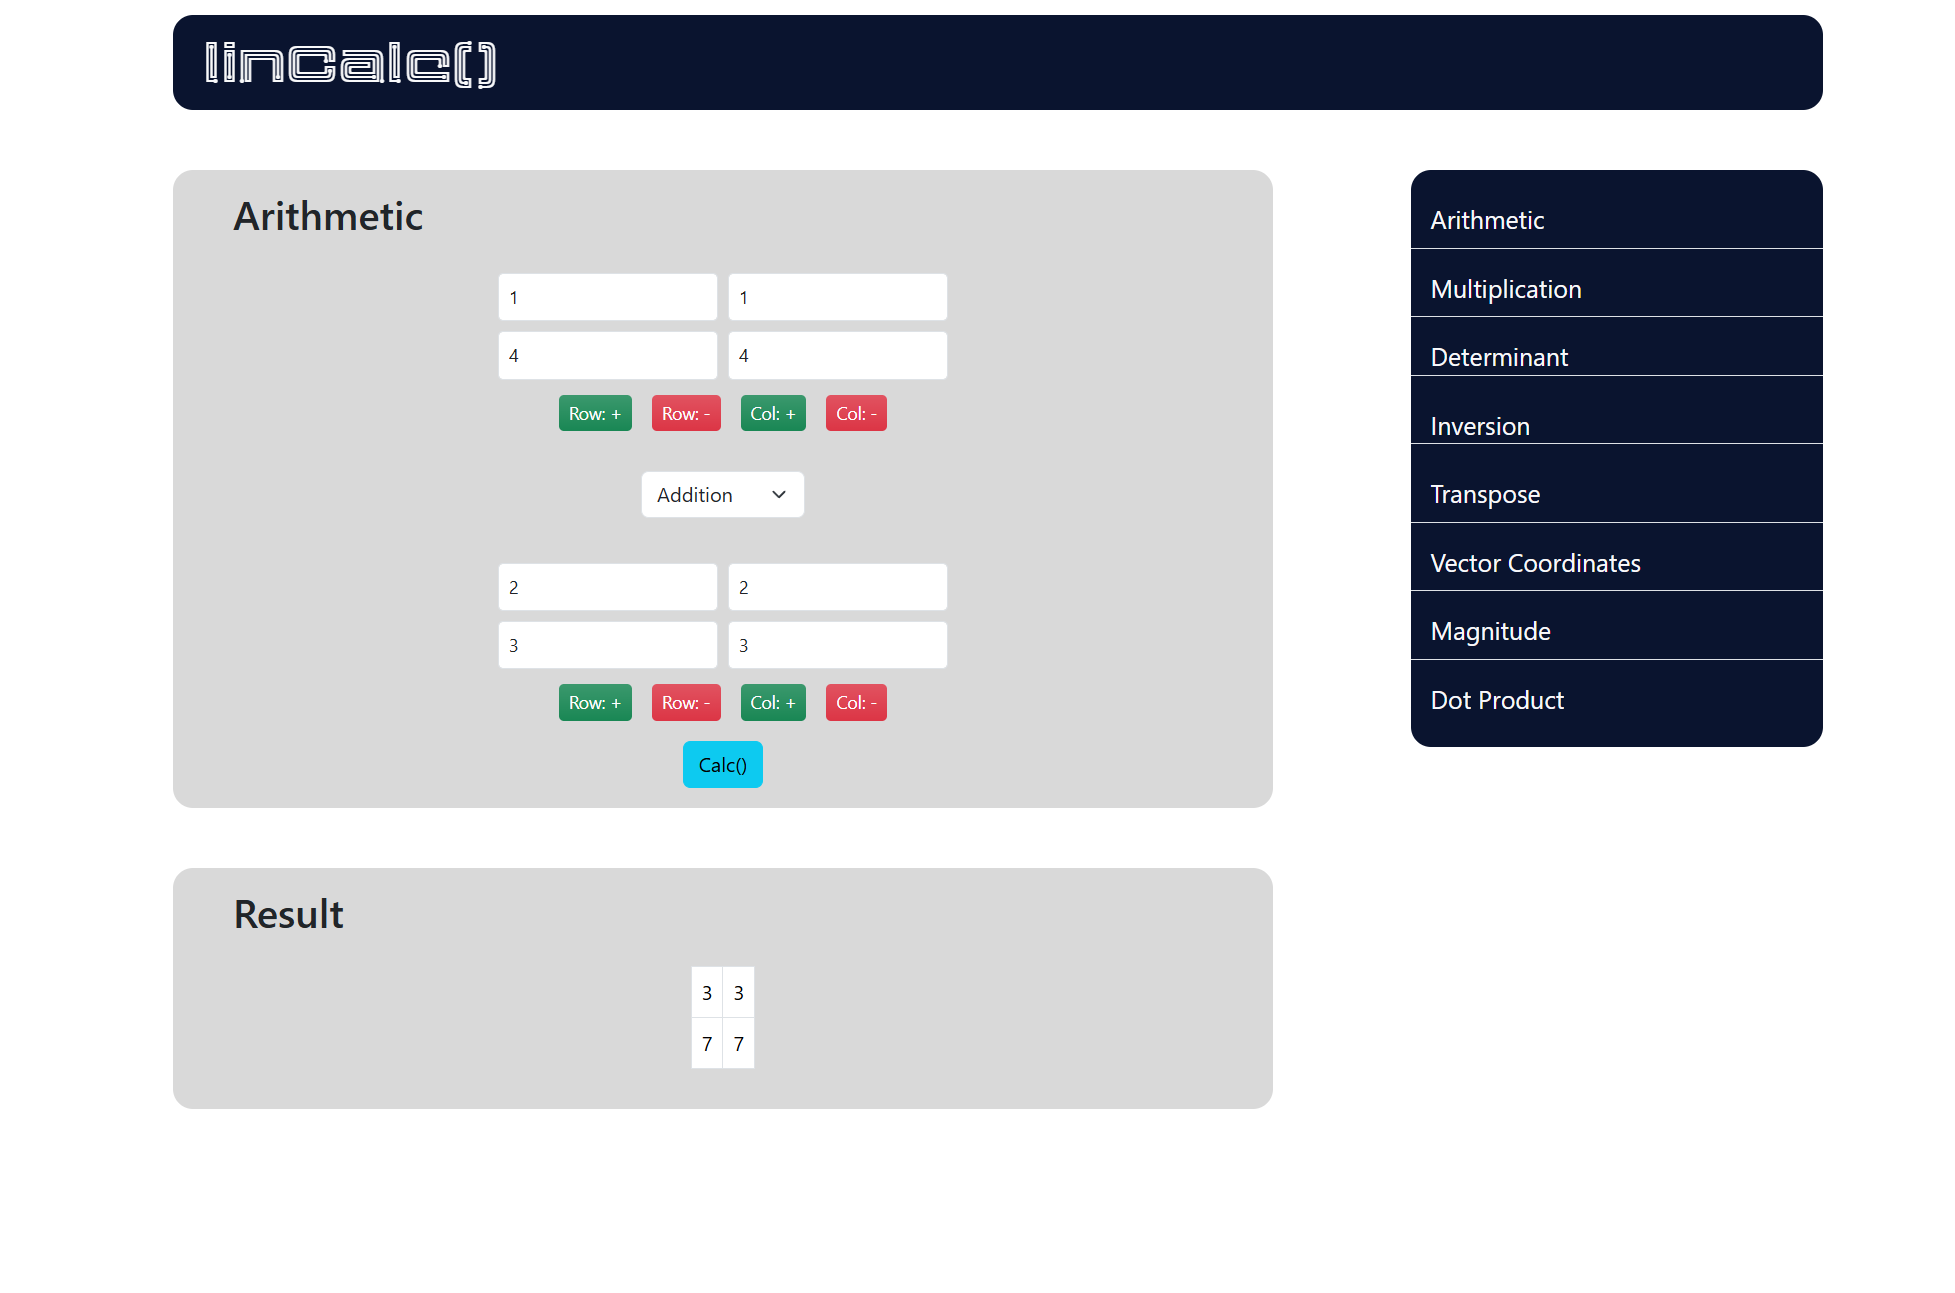 linCalc()
Arithmetic
1 1
4 4
Row: + Row: - Col: + Col: -
Addition
2 2
3 3
Row: + Row: - Col: + Col: -
Calc()
Result
3 3
7 7
Arithmetic
Multiplication
Determinant
Inversion
Transpose
Vector Coordinates
Magnitude
Dot Product